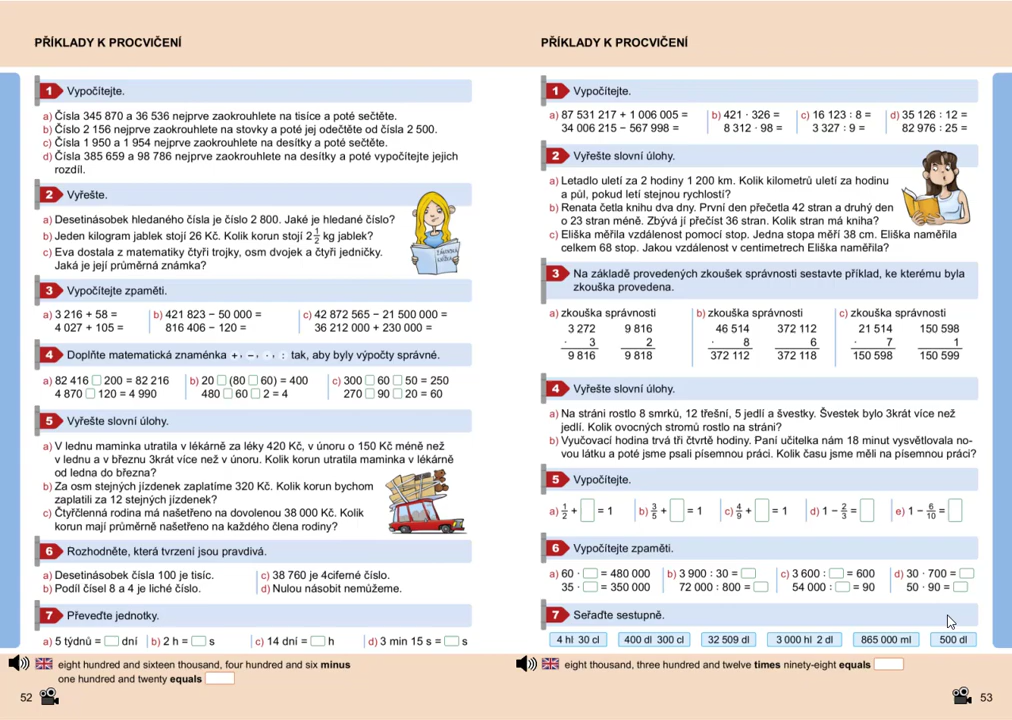 PŘÍKLADY K PROCVIČENÍ
1 Vypočítejte.
a) Čísla 345 870 a 36 536 nejprve zaokrouhlete na tisíce a poté sečtěte.
b) Číslo 2 156 nejprve zaokrouhlete na stovky a poté jej odečtěte od čísla 2 500.
c) Čísla 1 950 a 1 954 nejprve zaokrouhlete na desítky a poté sečtěte.
d) Čísla 385 659 a 98 786 nejprve zaokrouhlete na desítky a poté vypočítejte jejich
rozdíl.
2 Vyřešte.
a) Desetinásobek hledaného čísla je číslo 2 800. Jaké je hledané číslo?
b) Jeden kilogram jablek stojí 26 Kč. Kolik korun stojí 2 1/2 kg jablek?
c) Eva dostala z matematiky čtyři trojky, osm dvojek a čtyři jedničky.
Jaká je její průměrná známka?
3 Vypočítejte zpaměti.
a) 3 216 + 58 = b) 421 823 − 50 000 = c) 42 872 565 − 21 500 000 =
4 027 + 105 = 816 406 − 120 = 36 212 000 + 230 000 =
4 Doplňte matematická znaménka +, −, ·, : tak, aby byly výpočty správné.
a) 82 416 □ 200 = 82 216 b) 20 □ (80 □ 60) = 400 c) 300 □ 60 □ 50 = 250
4 870 □ 120 = 4 990 480 □ 60 □ 2 = 4 270 □ 90 □ 20 = 60
5 Vyřešte slovní úlohy.
a) V lednu maminka utratila v lékárně za léky 420 Kč, v únoru o 150 Kč méně než
v lednu a v březnu 3krát více než v únoru. Kolik korun utratila maminka v lékárně
od ledna do března?
b) Za osm stejných jízdenek zaplatíme 320 Kč. Kolik korun bychom
zaplatili za 12 stejných jízdenek?
c) Čtyřčlenná rodina má našetřeno na dovolenou 38 000 Kč. Kolik
korun mají průměrně našetřeno na každého člena rodiny?
6 Rozhodněte, která tvrzení jsou pravdivá.
a) Desetinásobek čísla 100 je tisíc. c) 38 760 je 4ciferné číslo.
b) Podíl čísel 8 a 4 je liché číslo. d) Nulou násobit nemůžeme.
7 Převeďte jednotky.
a) 5 týdnů = □ dní b) 2 h = □ s c) 14 dní = □ h d) 3 min 15 s = □ s
eight hundred and sixteen thousand, four hundred and six minus
one hundred and twenty equals
52
PŘÍKLADY K PROCVIČENÍ
1 Vypočítejte.
a) 87 531 217 + 1 006 005 = b) 421 · 326 = c) 16 123 : 8 = d) 35 126 : 12 =
34 006 215 − 567 998 = 8 312 · 98 = 3 327 : 9 = 82 976 : 25 =
2 Vyřešte slovní úlohy.
a) Letadlo uletí za 2 hodiny 1 200 km. Kolik kilometrů uletí za hodinu
a půl, pokud letí stejnou rychlostí?
b) Renata četla knihu dva dny. První den přečetla 42 stran a druhý den
o 23 stran méně. Zbývá jí přečíst 36 stran. Kolik stran má kniha?
c) Eliška měřila vzdálenost pomocí stop. Jedna stopa měří 38 cm. Eliška naměřila
celkem 68 stop. Jakou vzdálenost v centimetrech Eliška naměřila?
3 Na základě provedených zkoušek správnosti sestavte příklad, ke kterému byla
zkouška provedena.
a) zkouška správnosti b) zkouška správnosti c) zkouška správnosti
3 272 9 816 46 514 372 112 21 514 150 598
· 3 2 · 8 6 · 7 1
9 816 9 818 372 112 372 118 150 598 150 599
4 Vyřešte slovní úlohy.
a) Na stráni rostlo 8 smrků, 12 třešní, 5 jedlí a švestky. Švestek bylo 3krát více než
jedlí. Kolik ovocných stromů rostlo na stráni?
b) Vyučovací hodina trvá tři čtvrtě hodiny. Paní učitelka nám 18 minut vysvětlovala no-
vou látku a poté jsme psali písemnou práci. Kolik času jsme měli na písemnou práci?
5 Vypočítejte.
a) 1/2 + □ = 1 b) 3/5 + □ = 1 c) 4/9 + □ = 1 d) 1 − 2/3 = □ e) 1 − 6/10 = □
6 Vypočítejte zpaměti.
a) 60 · □ = 480 000 b) 3 900 : 30 = □ c) 3 600 : □ = 600 d) 30 · 700 = □
35 · □ = 350 000 72 000 : 800 = □ 54 000 : □ = 90 50 · 90 = □
7 Seřaďte sestupně.
4 hl 30 cl 400 dl 300 cl 32 509 dl 3 000 hl 2 dl 865 000 ml 500 dl
eight thousand, three hundred and twelve times ninety-eight equals
53